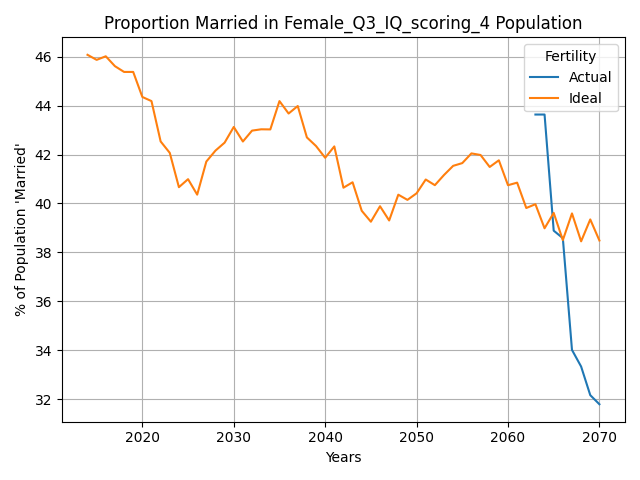 Proportion Married in Female_Q3_IQ_scoring_4 Population
Fertility
Actual
Ideal
% of Population 'Married'
46
44
42
40
38
36
34
32
2020
2030
2040
2050
2060
2070
Years